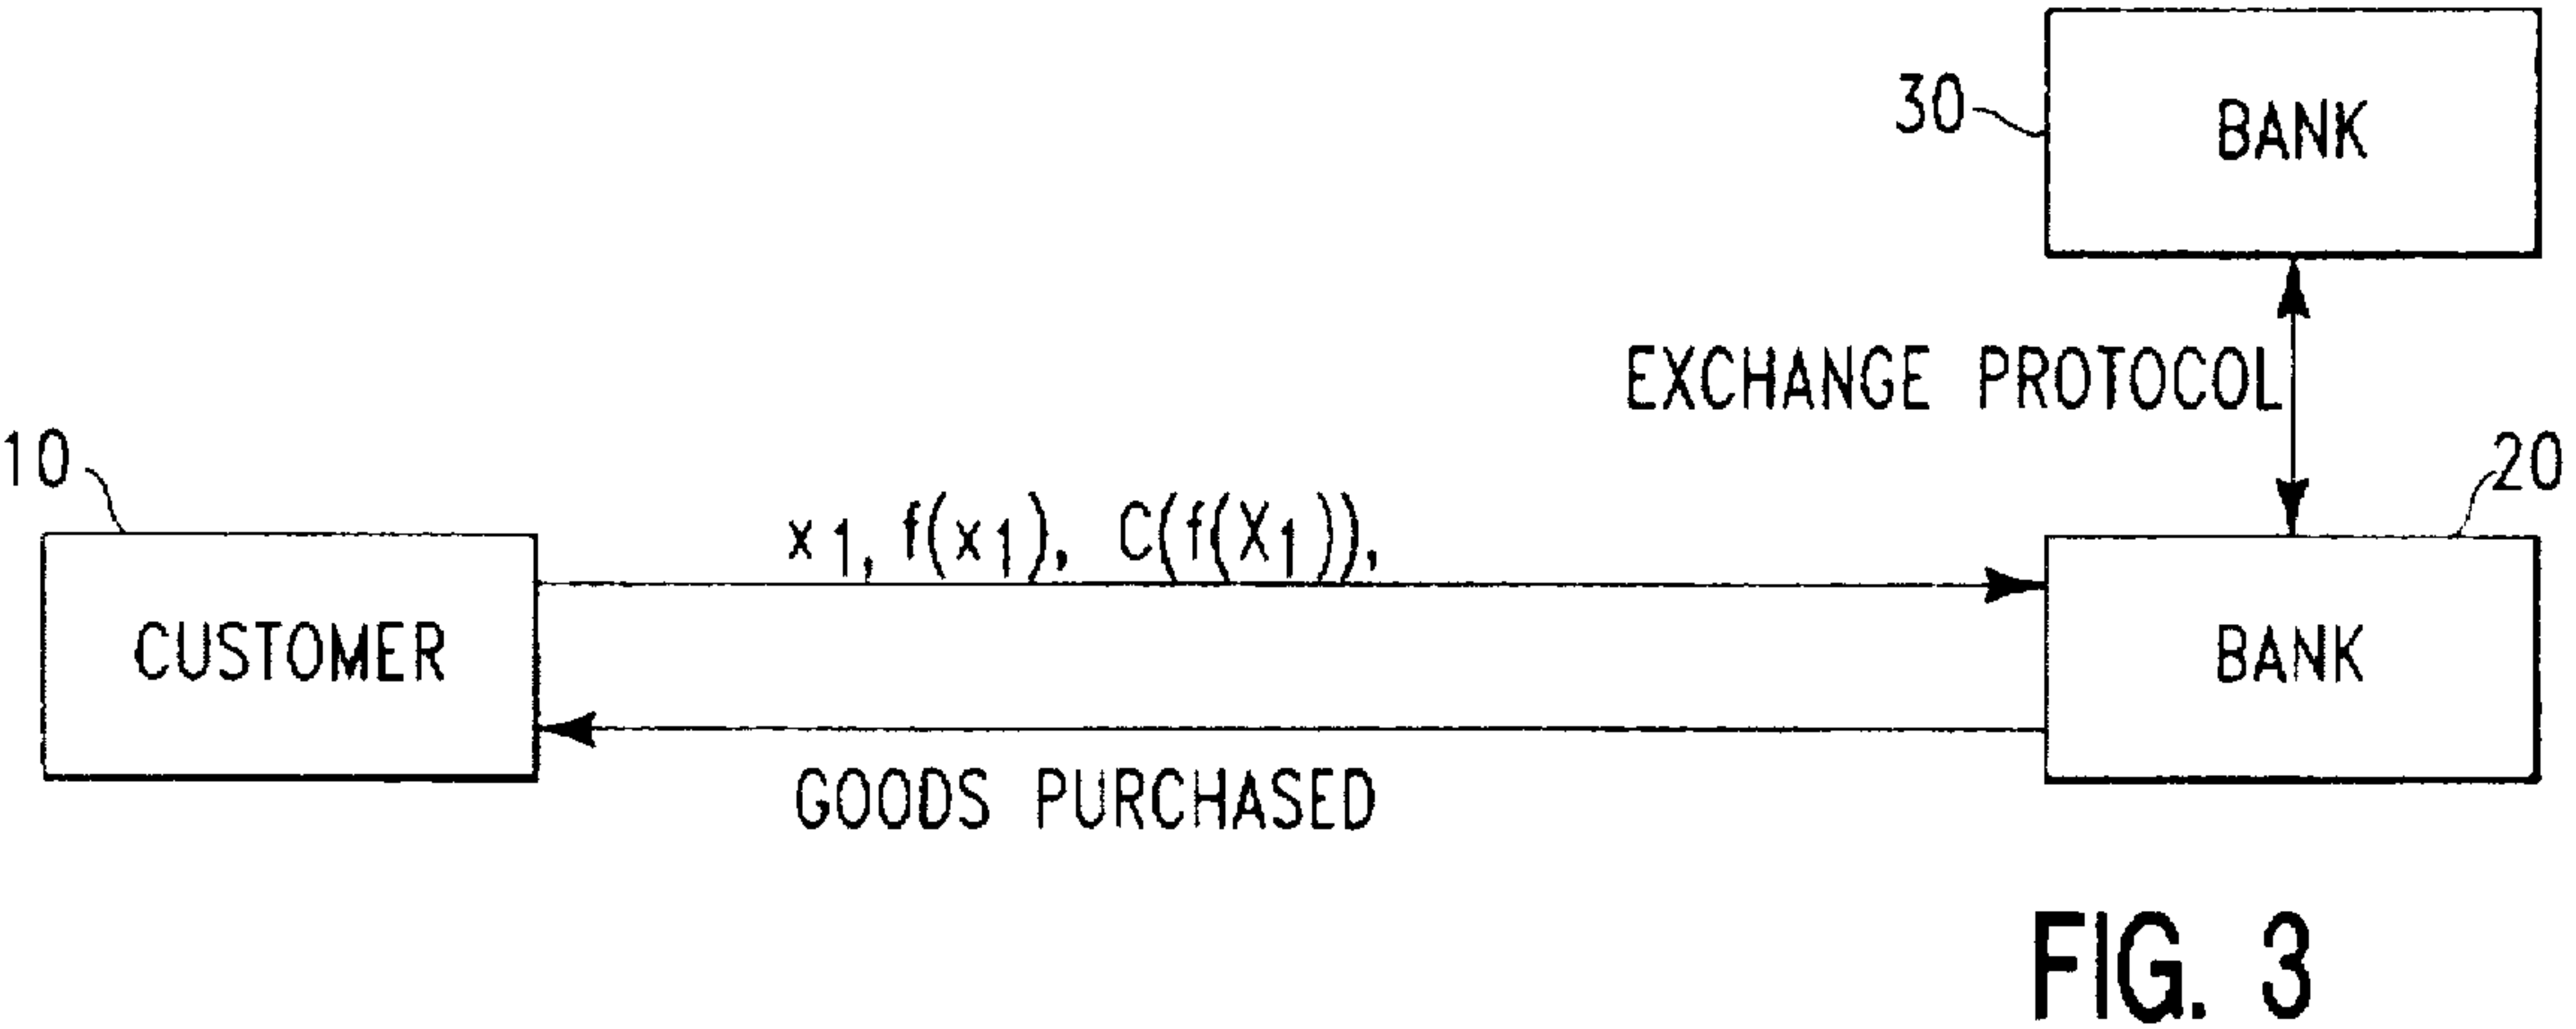 30
BANK
EXCHANGE PROTOCOL
10
20
x1, f(x1), C(f(X1)),
CUSTOMER
BANK
GOODS PURCHASED
FIG. 3